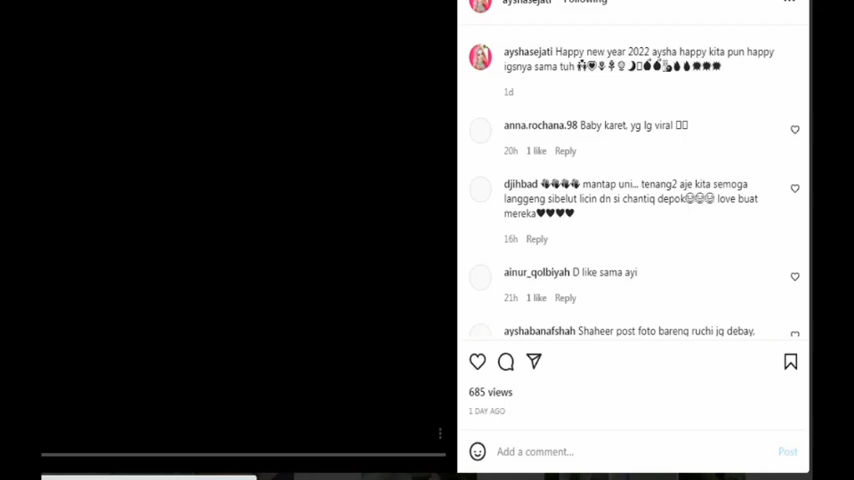 ayshasejati Following
ayshasejati Happy new year 2022 aysha happy kita pun happy
igsnya sama tuh
1d
anna.rochana.98 Baby karet, yg lg viral
20h 1 like Reply
djihbad mantap uni... tenang2 aje kita semoga
langgeng sibelut licin dn si chantiq depok love buat
mereka
16h Reply
ainur_qolbiyah D like sama ayi
21h 1 like Reply
ayshabanafshah Shaheer post foto bareng ruchi jg debay,
685 views
1 DAY AGO
Add a comment...
Post